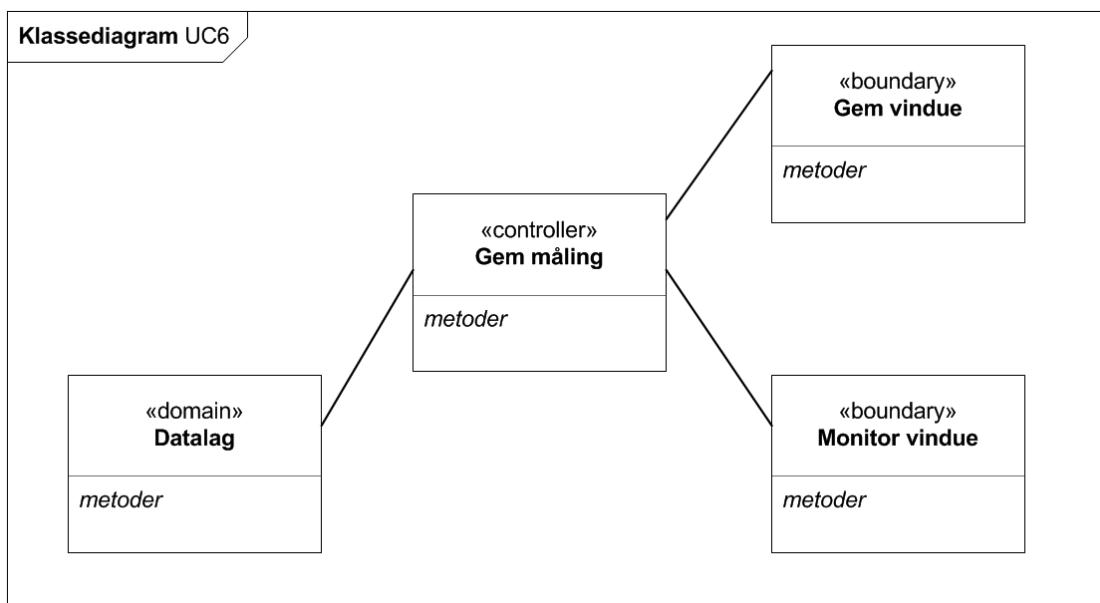 Klassediagram UC6
«boundary»
Gem vindue
metoder
«controller»
Gem måling
metoder
«domain»
Datalag
metoder
«boundary»
Monitor vindue
metoder